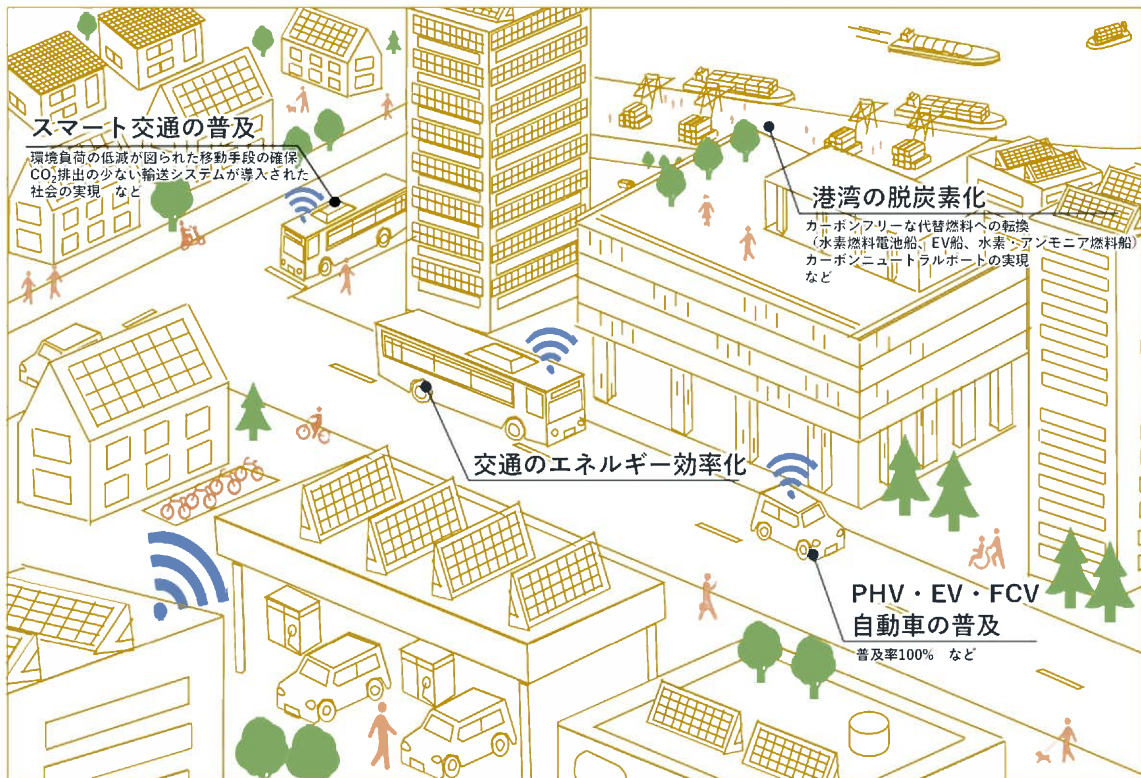 スマート交通の普及
環境負荷の低減が図られた移動手段の確保
CO₂排出の少ない輸送システムが導入された
社会の実現 など
港湾の脱炭素化
カーボンフリーな代替燃料への転換
（水素燃料電池船、EV船、水素・アンモニア燃料船）
カーボンニュートラルポートの実現
など
交通のエネルギー効率化
PHV・EV・FCV
自動車の普及
普及率100% など